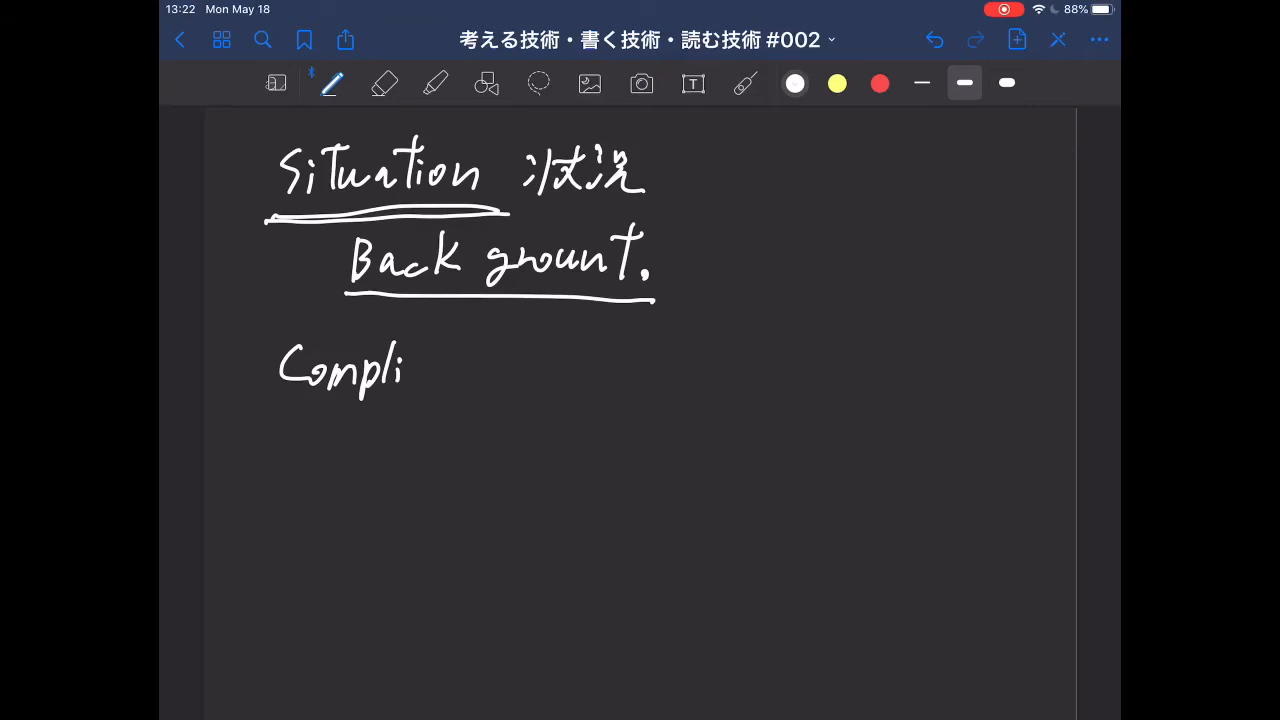 13:22 Mon May 18 88%
考える技術・書く技術・読む技術 #002
T
Situation 状況
Back grount.
Compli